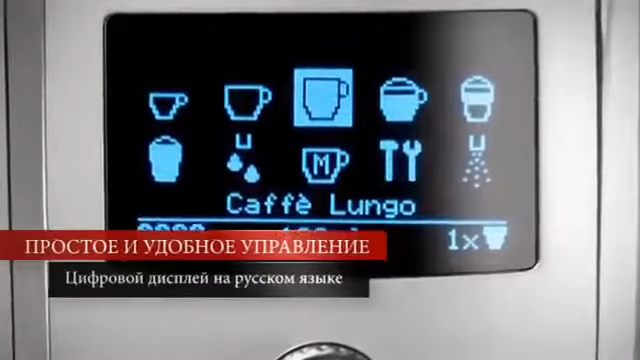 M
Caffè Lungo
1x
ПРОСТОЕ И УДОБНОЕ УПРАВЛЕНИЕ
Цифровой дисплей на русском языке